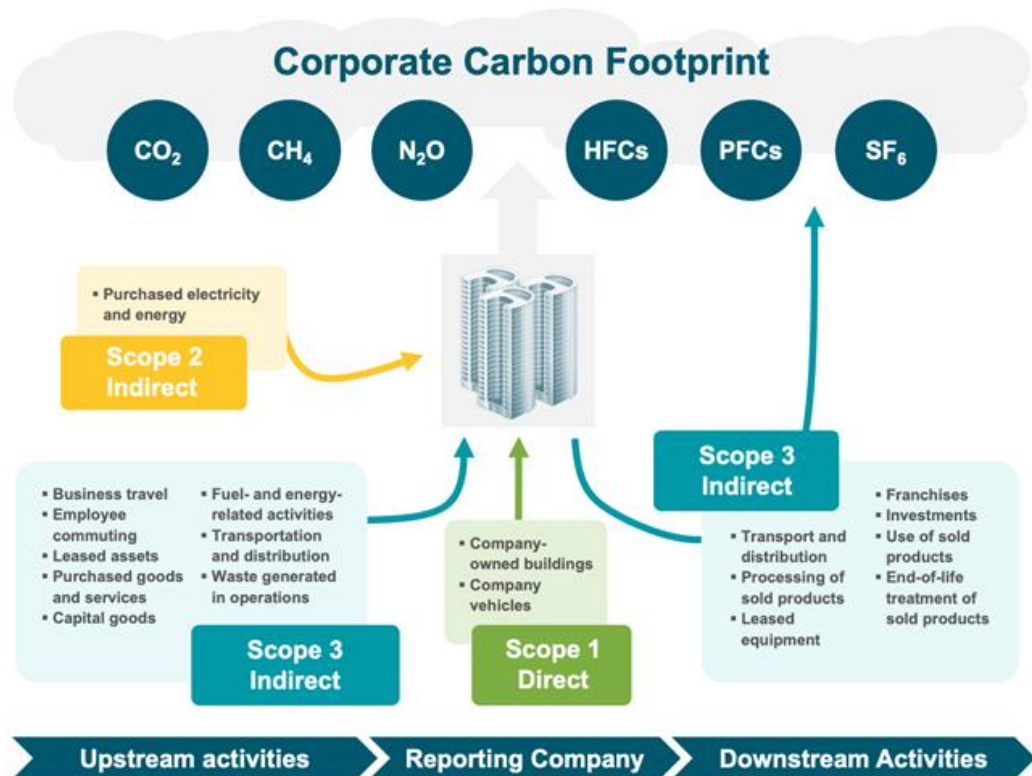 Corporate Carbon Footprint
CO₂
CH₄
N₂O
HFCs
PFCs
SF₆
▪ Purchased electricity
and energy
Scope 2
Indirect
▪ Business travel
▪ Employee
commuting
▪ Leased assets
▪ Purchased goods
and services
▪ Capital goods
▪ Fuel- and energy-
related activities
▪ Transportation
and distribution
▪ Waste generated
in operations
Scope 3
Indirect
▪ Company-
owned buildings
▪ Company
vehicles
Scope 1
Direct
Scope 3
Indirect
▪ Transport and
distribution
▪ Processing of
sold products
▪ Leased
equipment
▪ Franchises
▪ Investments
▪ Use of sold
products
▪ End-of-life
treatment of
sold products
Upstream activities
Reporting Company
Downstream Activities